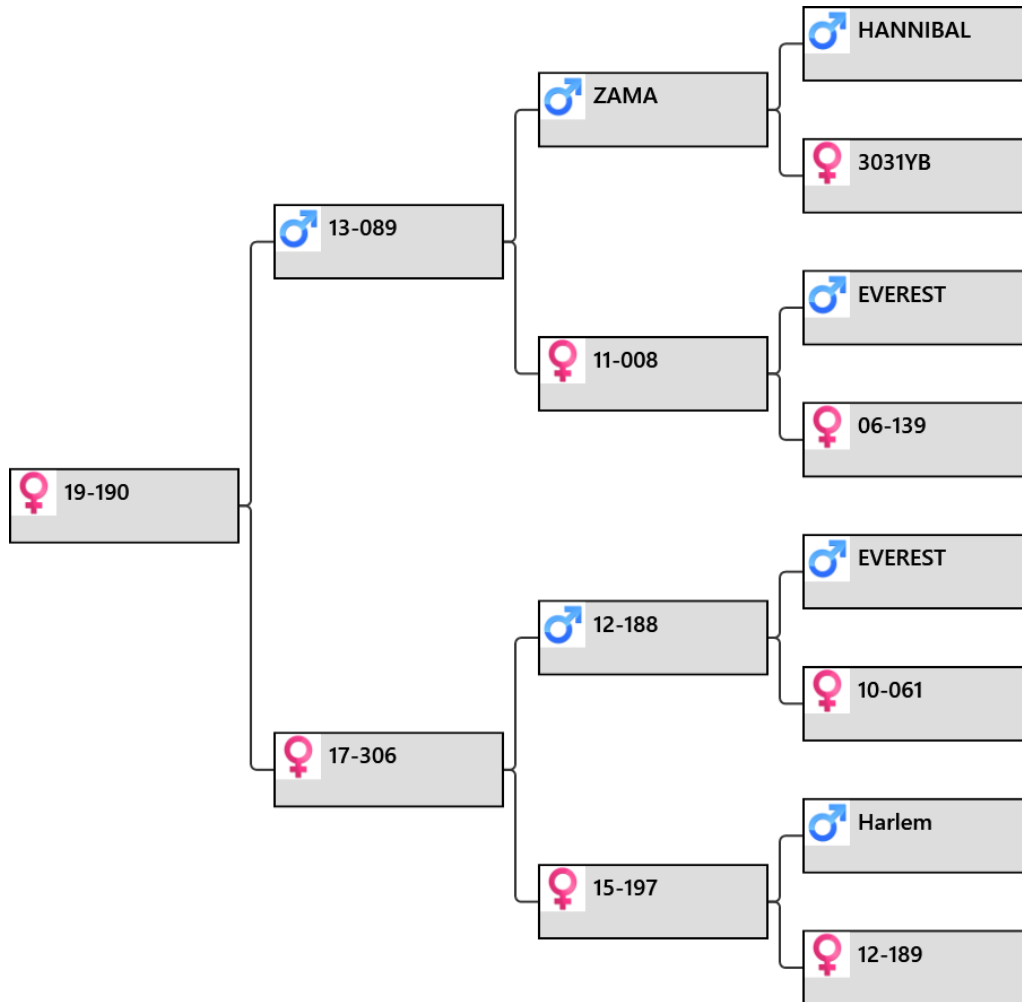 HANNIBAL
ZAMA
3031YB
13-089
EVEREST
11-008
06-139
19-190
EVEREST
12-188
10-061
17-306
Harlem
15-197
12-189